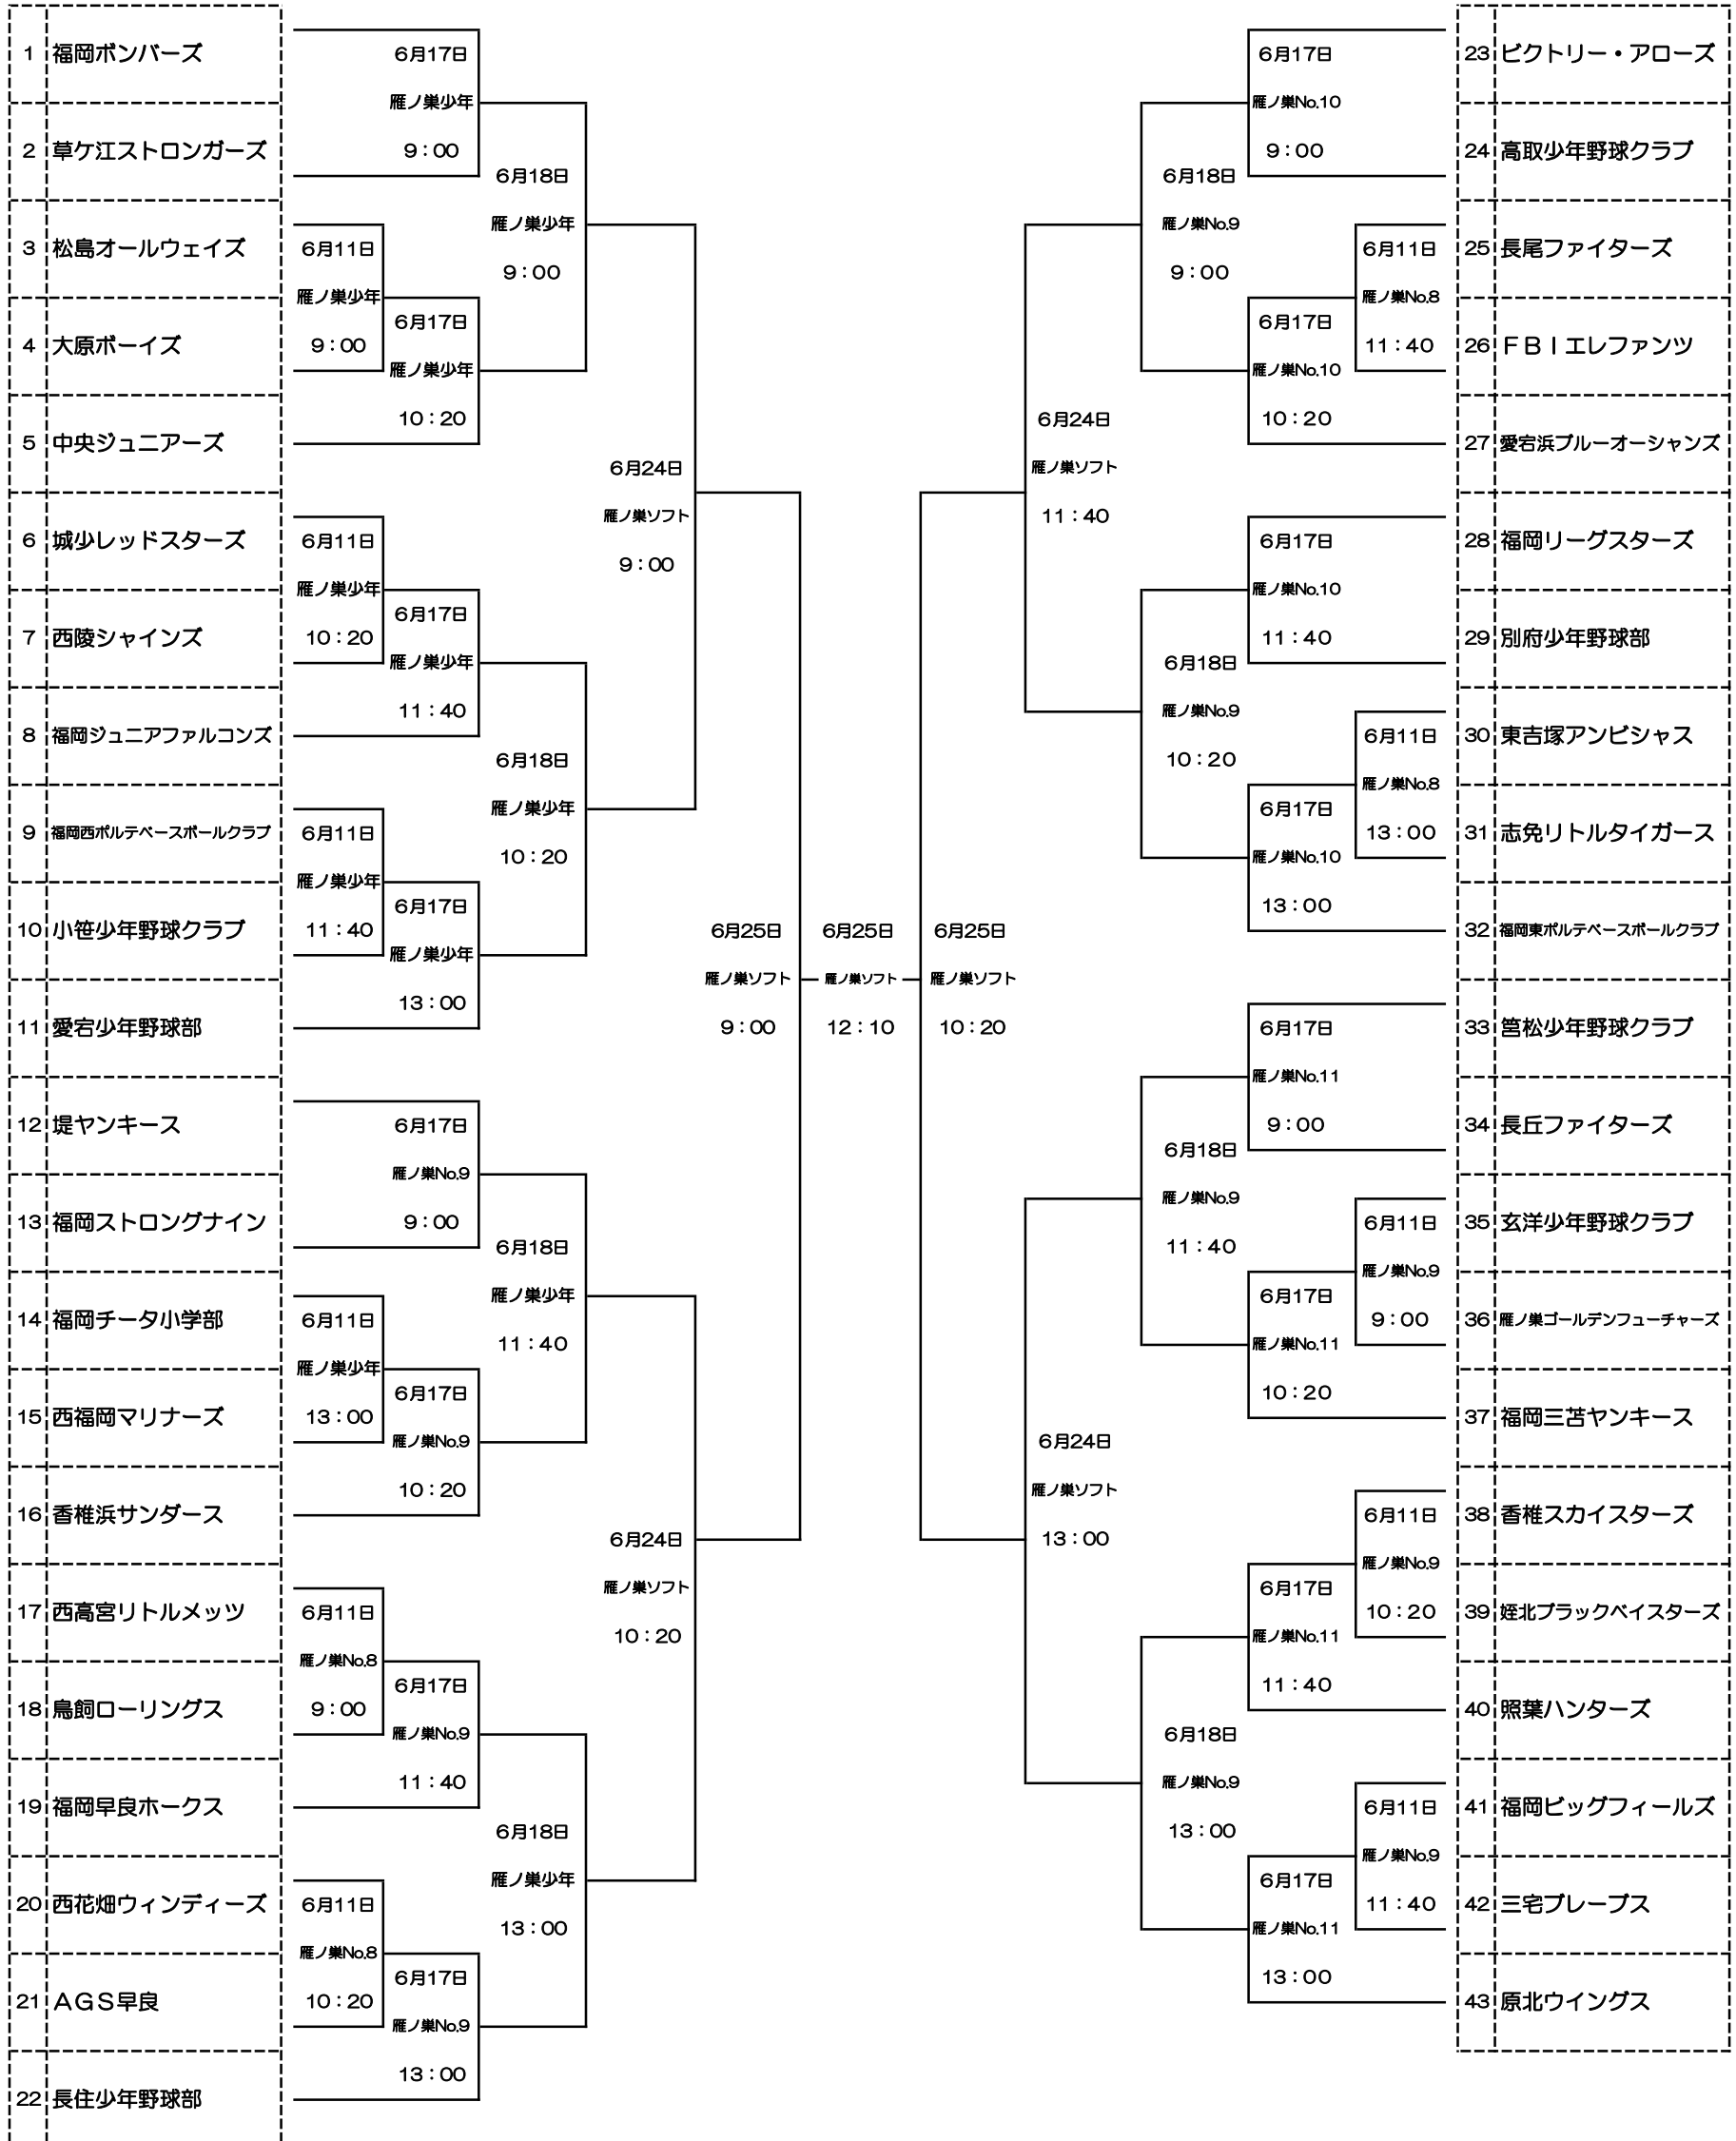 1 福岡ボンバーズ
2 草ケ江ストロンガーズ
3 松島オールウェイズ
4 大原ボーイズ
5 中央ジュニアーズ
6 城少レッドスターズ
7 西陵シャインズ
8 福岡ジュニアファルコンズ
9 福岡西ポルテベースボールクラブ
10 小笹少年野球クラブ
11 愛宕少年野球部
12 堤ヤンキース
13 福岡ストロングナイン
14 福岡チータ小学部
15 西福岡マリナーズ
16 香椎浜サンダース
17 西高宮リトルメッツ
18 鳥飼ローリングス
19 福岡早良ホークス
20 西花畑ウィンディーズ
21 AGS早良
22 長住少年野球部
6月11日
雁ノ巣少年
9:00
6月11日
雁ノ巣少年
10:20
6月11日
雁ノ巣少年
11:40
6月11日
雁ノ巣少年
13:00
6月11日
雁ノ巣No.8
9:00
6月11日
雁ノ巣No.8
10:20
6月17日
雁ノ巣少年
9:00
6月17日
雁ノ巣少年
10:20
6月17日
雁ノ巣少年
11:40
6月17日
雁ノ巣少年
13:00
6月17日
雁ノ巣No.9
9:00
6月17日
雁ノ巣No.9
10:20
6月17日
雁ノ巣No.9
11:40
6月17日
雁ノ巣No.9
13:00
6月18日
雁ノ巣少年
9:00
6月18日
雁ノ巣少年
10:20
6月18日
雁ノ巣少年
11:40
6月18日
雁ノ巣少年
13:00
6月24日
雁ノ巣ソフト
9:00
6月24日
雁ノ巣ソフト
10:20
6月25日
雁ノ巣ソフト
9:00
6月25日
雁ノ巣ソフト
12:10
6月25日
雁ノ巣ソフト
10:20
6月24日
雁ノ巣ソフト
11:40
6月24日
雁ノ巣ソフト
13:00
6月18日
雁ノ巣No.9
9:00
6月18日
雁ノ巣No.9
10:20
6月18日
雁ノ巣No.9
11:40
6月18日
雁ノ巣No.9
13:00
6月17日
雁ノ巣No.10
9:00
6月17日
雁ノ巣No.10
10:20
6月17日
雁ノ巣No.10
11:40
6月17日
雁ノ巣No.10
13:00
6月17日
雁ノ巣No.11
9:00
6月17日
雁ノ巣No.11
10:20
6月17日
雁ノ巣No.11
11:40
6月17日
雁ノ巣No.11
13:00
6月11日
雁ノ巣No.8
11:40
6月11日
雁ノ巣No.8
13:00
6月11日
雁ノ巣No.9
9:00
6月11日
雁ノ巣No.9
10:20
6月11日
雁ノ巣No.9
11:40
23 ビクトリー・アローズ
24 高取少年野球クラブ
25 長尾ファイターズ
26 FBIエレファンツ
27 愛宕浜ブルーオーシャンズ
28 福岡リーグスターズ
29 別府少年野球部
30 東吉塚アンビシャス
31 志免リトルタイガース
32 福岡東ポルテベースボールクラブ
33 筥松少年野球クラブ
34 長丘ファイターズ
35 玄洋少年野球クラブ
36 雁ノ巣ゴールデンフューチャーズ
37 福岡三苫ヤンキース
38 香椎スカイスターズ
39 姪北ブラックベイスターズ
40 照葉ハンターズ
41 福岡ビッグフィールズ
42 三宅ブレーブス
43 原北ウイングス